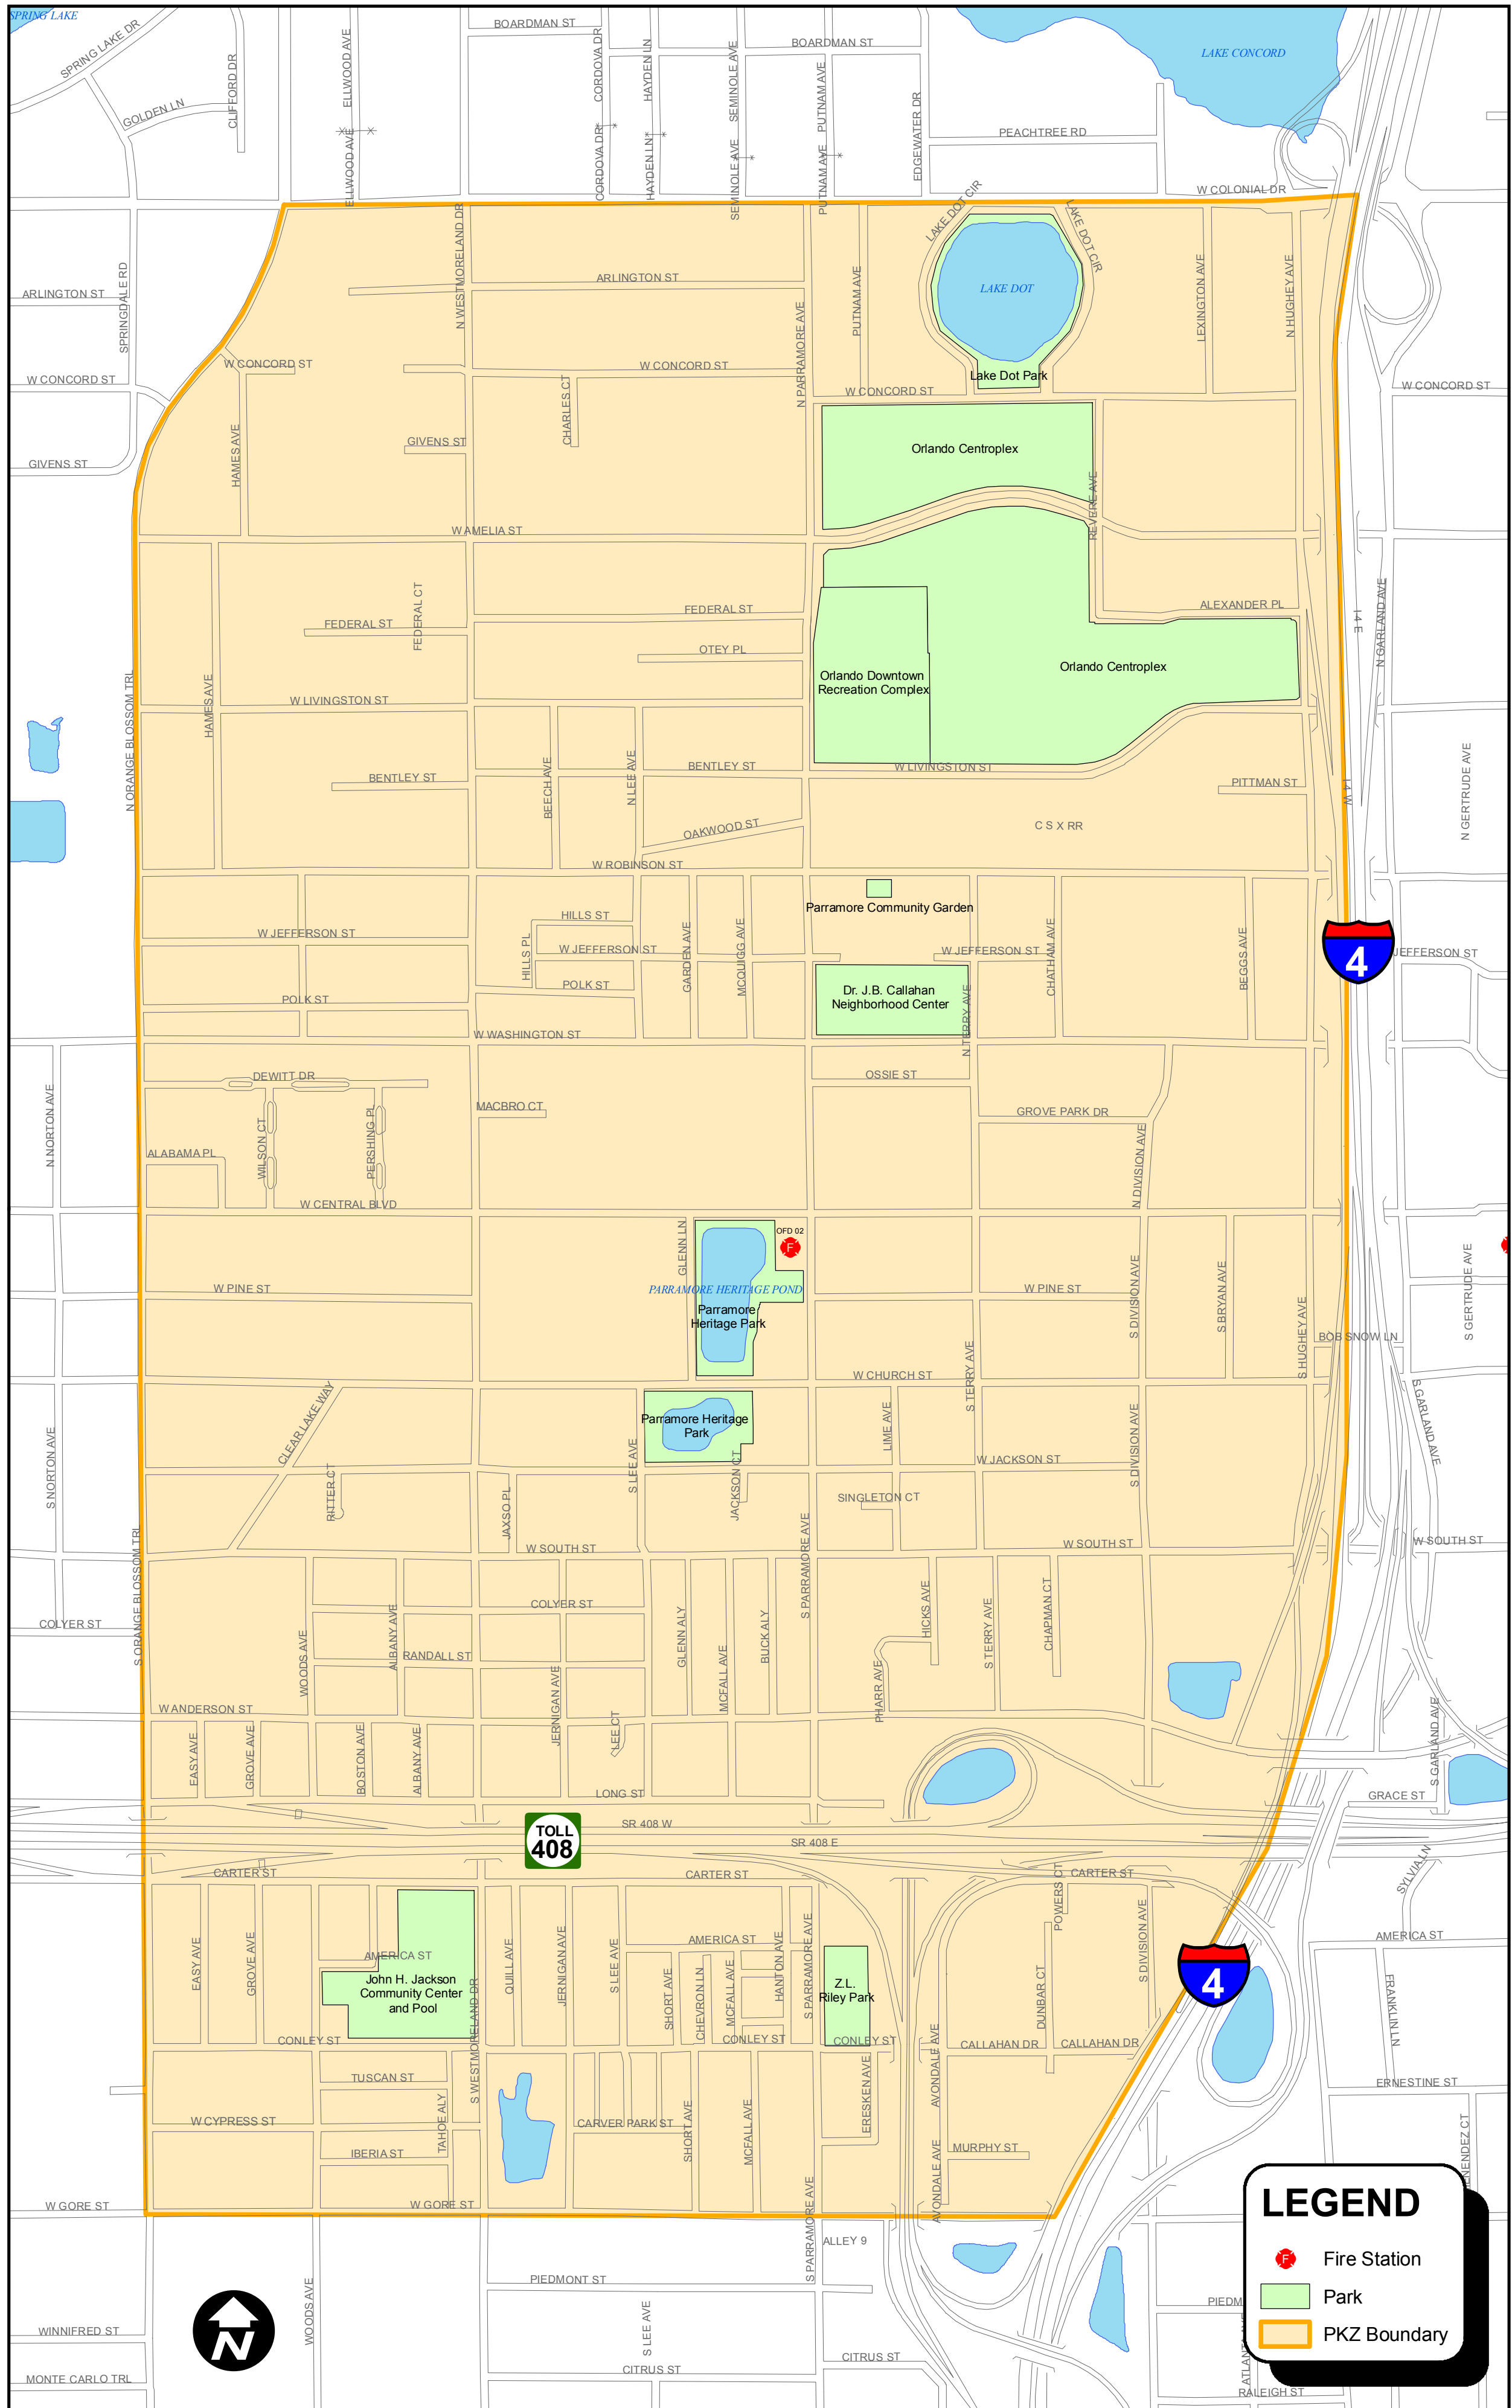 SPRING LAKE
SPRING LAKE DR
GOLDEN LN
CLIFFORD DR
ELLWOOD AVE
ELLWOOD AVE
BOARDMAN ST
CORDOVA DR
CORDOVA DR
HAYDEN LN
HAYDEN LN
SEMINOLE AVE
SEMINOLE AVE
BOARDMAN ST
PUTNAM AVE
PUTNAM AVE
EDGEWATER DR
PEACHTREE RD
LAKE CONCORD
W COLONIAL DR
LAKE DOT CIR
LAKE DOT CIR
LAKE DOT
Lake Dot Park
ARLINGTON ST
SPRINGDALE RD
ARLINGTON ST
N WESTMORELAND DR
N PARRAMORE AVE
PUTNAM AVE
LEXINGTON AVE
N HUGHEY AVE
W CONCORD ST
W CONCORD ST
W CONCORD ST
W CONCORD ST
W CONCORD ST
CHARLES CT
GIVENS ST
GIVENS ST
HAMES AVE
Orlando Centroplex
REVERE AVE
W AMELIA ST
FEDERAL CT
FEDERAL ST
FEDERAL ST
ALEXANDER PL
I4 E
N GARLAND AVE
OTEY PL
Orlando Downtown
Recreation Complex
Orlando Centroplex
N ORANGE BLOSSOM TRL
HAMES AVE
W LIVINGSTON ST
BENTLEY ST
BEECH AVE
N LEE AVE
BENTLEY ST
W LIVINGSTON ST
PITTMAN ST
I4 W
N GERTRUDE AVE
OAKWOOD ST
C S X RR
W ROBINSON ST
Parramore Community Garden
HILLS ST
HILLS PL
W JEFFERSON ST
W JEFFERSON ST
GARDEN AVE
MCQUIGG AVE
W JEFFERSON ST
CHATHAM AVE
BEGGS AVE
4
JEFFERSON ST
POLK ST
POLK ST
Dr. J.B. Callahan
Neighborhood Center
N TERRY AVE
W WASHINGTON ST
OSSIE ST
DEWITT DR
MACBRO CT
GROVE PARK DR
N NORTON AVE
WILSON CT
PERSHING PL
ALABAMA PL
N DIVISION AVE
W CENTRAL BLVD
GLENN LN
OFD 02
F
PARRAMORE HERITAGE POND
Parramore
Heritage Park
W PINE ST
W PINE ST
S DIVISION AVE
S BRYAN AVE
S HUGHEY AVE
BOB SNOW LN
S GERTRUDE AVE
W CHURCH ST
S TERRY AVE
CLEAR LAKE WAY
Parramore Heritage
Park
LIME AVE
S GARLAND AVE
S NORTON AVE
RITTER CT
S LEE AVE
JACKSON CT
W JACKSON ST
S DIVISION AVE
SINGLETON CT
JAXSO PL
S PARRAMORE AVE
W SOUTH ST
W SOUTH ST
W SOUTH ST
S ORANGE BLOSSOM TRL
COLYER ST
COLYER ST
WOODS AVE
ALBANY AVE
RANDALL ST
JERNIGAN AVE
GLENN ALY
MCFALL AVE
BUCK ALY
PHARR AVE
HICKS AVE
S TERRY AVE
CHAPMAN CT
W ANDERSON ST
EASY AVE
GROVE AVE
BOSTON AVE
ALBANY AVE
LEE CT
S GARLAND AVE
LONG ST
GRACE ST
TOLL
408
SR 408 W
SR 408 E
CARTER ST
CARTER ST
CARTER ST
POWERS CT
SYLVIA LN
EASY AVE
GROVE AVE
AMERICA ST
John H. Jackson
Community Center
and Pool
S WESTMORELAND DR
QUILL AVE
JERNIGAN AVE
S LEE AVE
AMERICA ST
SHORT AVE
CHEVRON LN
MCFALL AVE
HANTON AVE
S PARRAMORE AVE
Z.L.
Riley Park
DUNBAR CT
S DIVISION AVE
4
AMERICA ST
FRANKLIN LN
CONLEY ST
CONLEY ST
CONLEY ST
AVONDALE AVE
CALLAHAN DR
CALLAHAN DR
TUSCAN ST
ERNESTINE ST
W CYPRESS ST
TAHOE ALY
CARVER PARK ST
SHORT AVE
MCFALL AVE
ERESKEN AVE
IBERIA ST
MURPHY ST
AVONDALE AVE
W GORE ST
W GORE ST
S PARRAMORE AVE
ALLEY 9
PIEDMONT ST
WOODS AVE
S LEE AVE
WINNIFRED ST
MONTE CARLO TRL
CITRUS ST
CITRUS ST
N
LEGEND
F Fire Station
Park
PKZ Boundary
RALEIGH ST